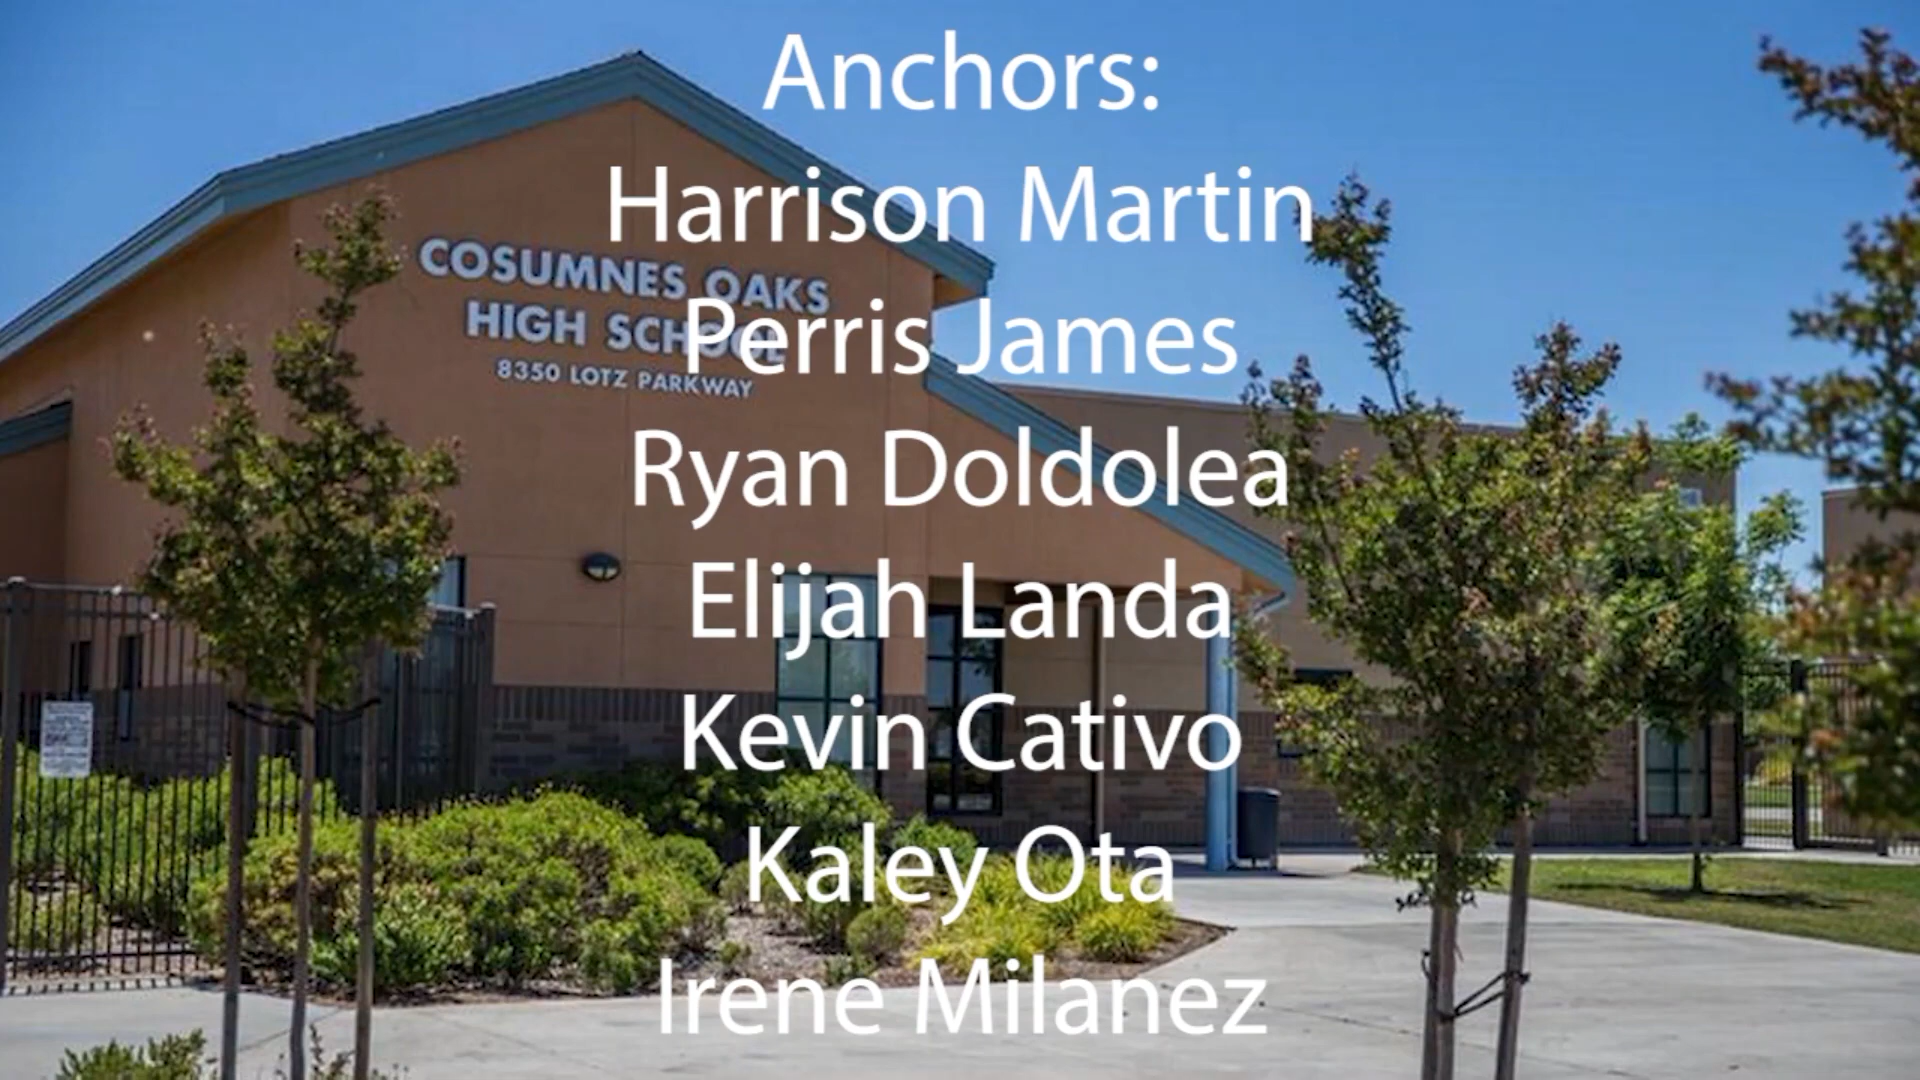 Anchors:
Harrison Martin
Perris James
Ryan Doldolea
Elijah Landa
Kevin Cativo
Kaley Ota
Irene Milanez
COSUMNES OAKS
HIGH SCHOOL
8350 LOTZ PARKWAY